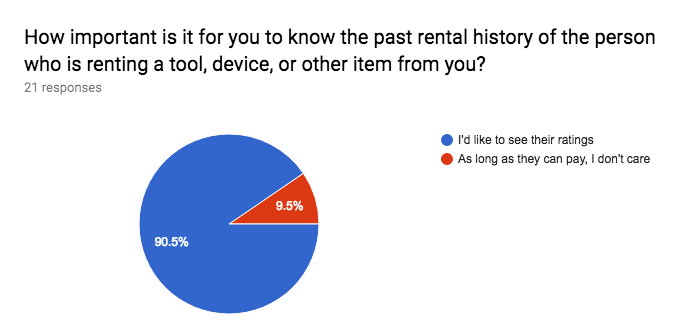 How important is it for you to know the past rental history of the person
who is renting a tool, device, or other item from you?
21 responses
I'd like to see their ratings
As long as they can pay, I don't care
9.5%
90.5%